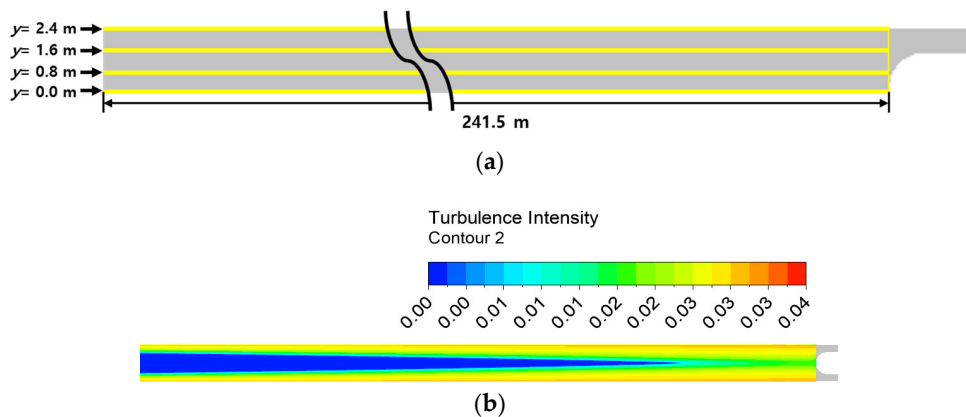 y= 2.4 m
y= 1.6 m
y= 0.8 m
y= 0.0 m
241.5 m
(a)
Turbulence Intensity
Contour 2
0.00 0.00 0.01 0.01 0.01 0.02 0.02 0.03 0.03 0.03 0.04
(b)